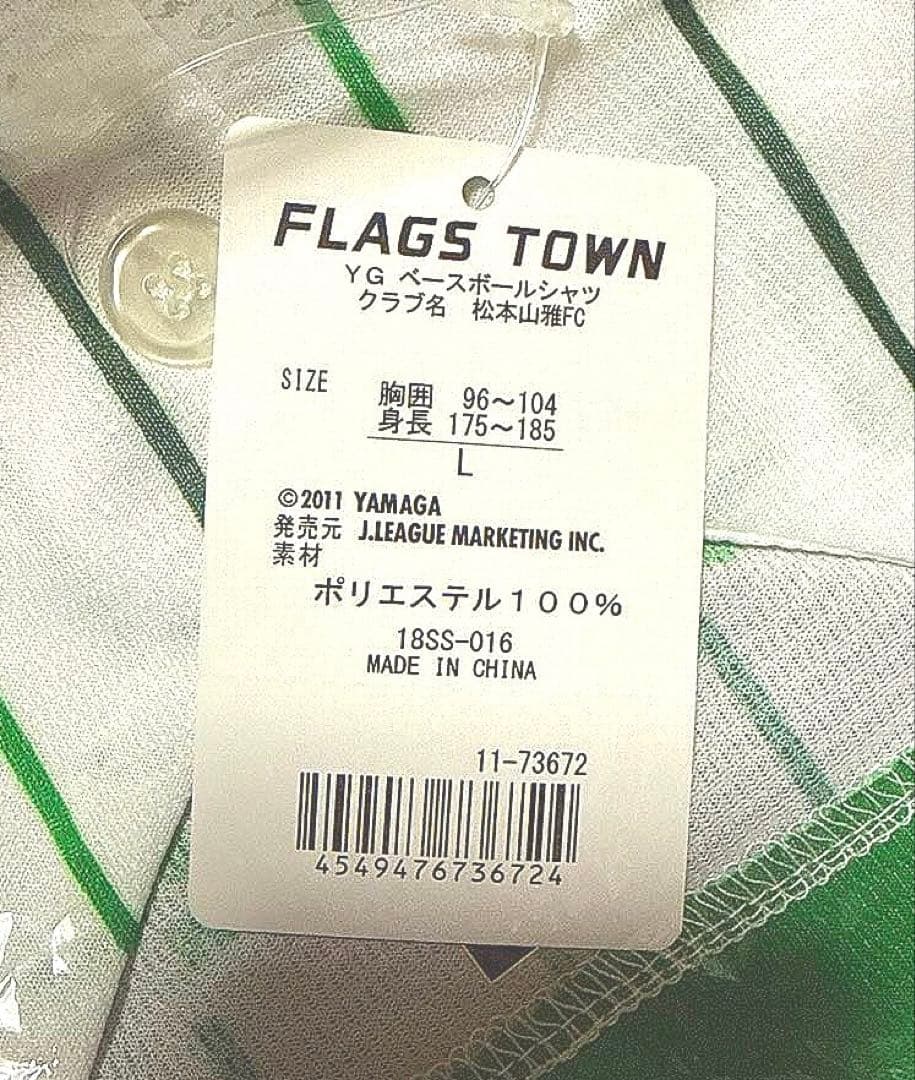 FLAGS TOWN
YG ベースボールシャツ
クラブ名 松本山雅FC
SIZE
胸囲 96～104
身長 175～185
L
©2011 YAMAGA
発売元 J.LEAGUE MARKETING INC.
素材
ポリエステル100%
18SS-016
MADE IN CHINA
11-73672
4549476736724